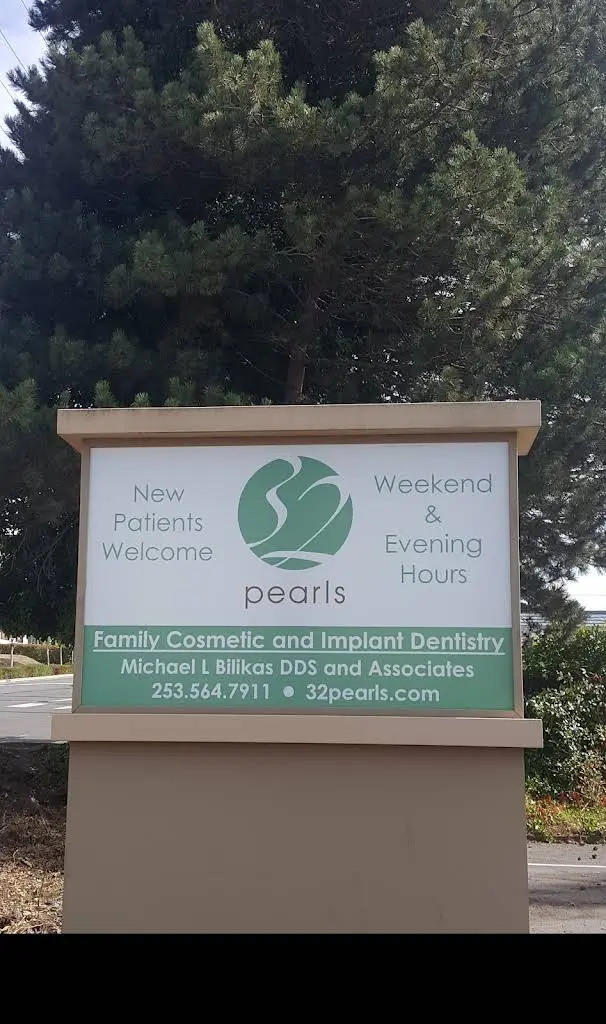 New
Patients
Welcome
32
pearls
Weekend
&
Evening
Hours
Family Cosmetic and Implant Dentistry
Michael L Bilikas DDS and Associates
253.564.7911 • 32pearls.com